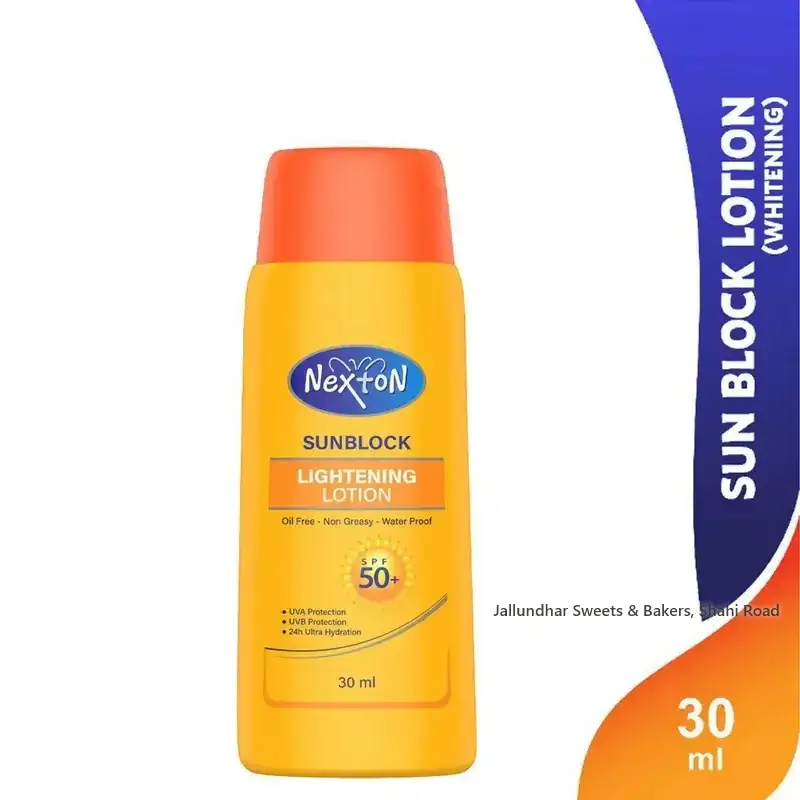 NextoN
SUNBLOCK
LIGHTENING
LOTION
Oil Free - Non Greasy - Water Proof
SPF
50+
• UVA Protection
• UVB Protection
• 24h Ultra Hydration
30 ml
SUN BLOCK LOTION
(WHITENING)
Jallundhar Sweets & Bakers, Shahi Road
30
ml